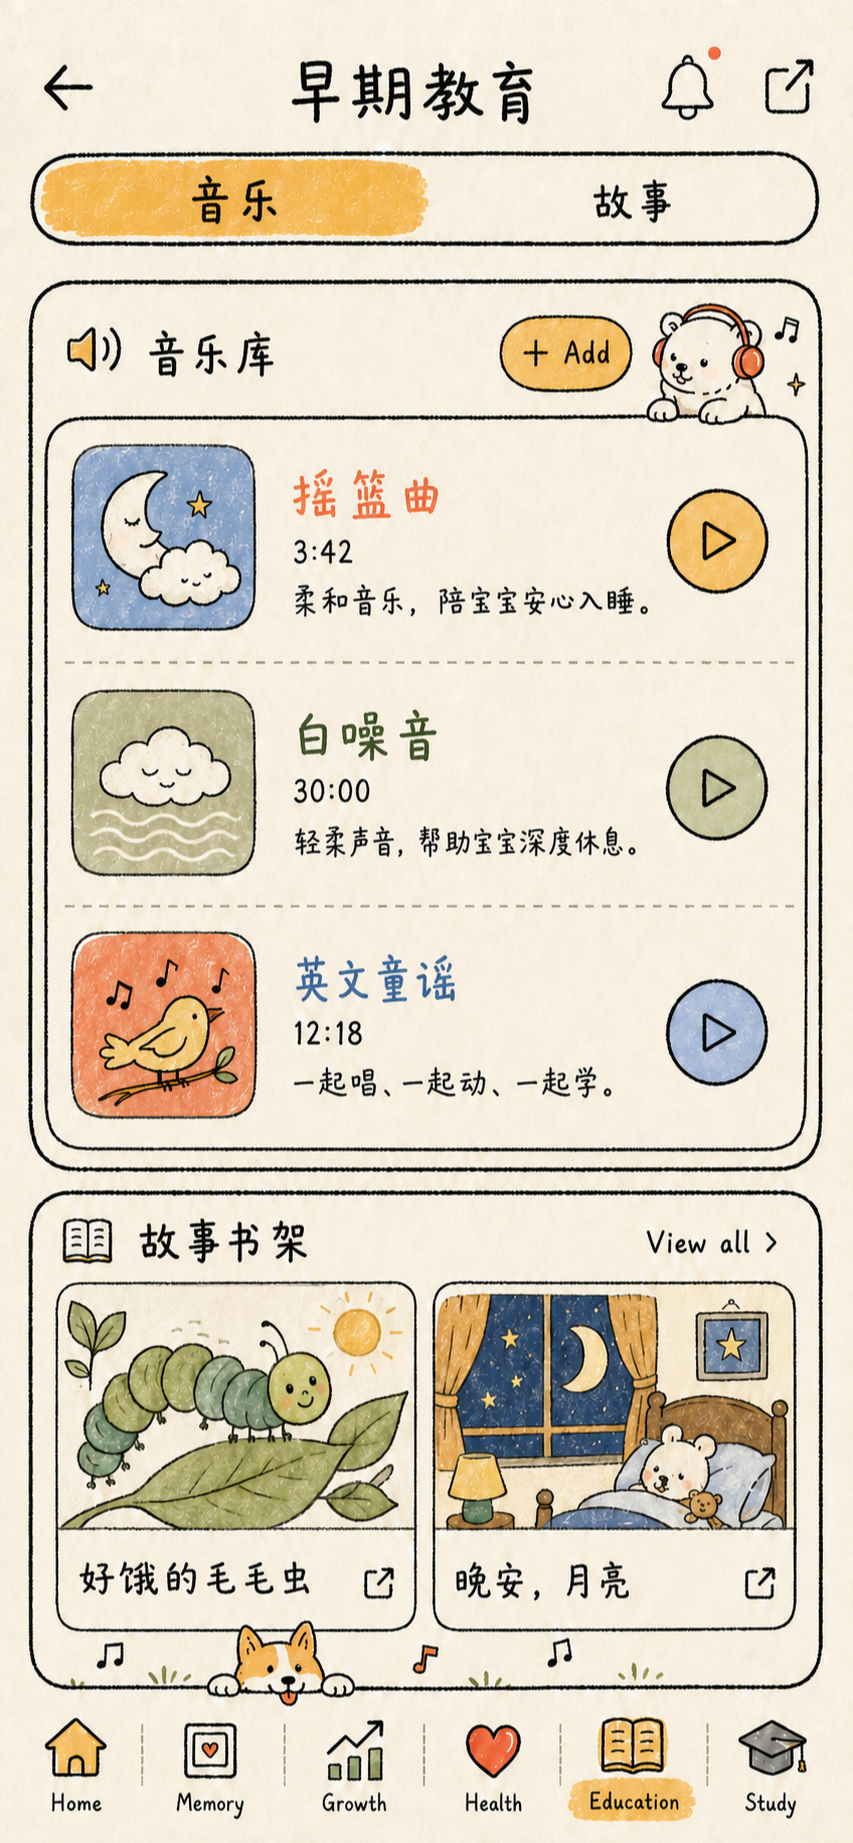 早期教育
音乐
故事
音乐库
+ Add
摇篮曲
3:42
柔和音乐，陪宝宝安心入睡。
白噪音
30:00
轻柔声音，帮助宝宝深度休息。
英文童谣
12:18
一起唱、一起动、一起学。
故事书架
View all >
好饿的毛毛虫
晚安，月亮
Home
Memory
Growth
Health
Education
Study